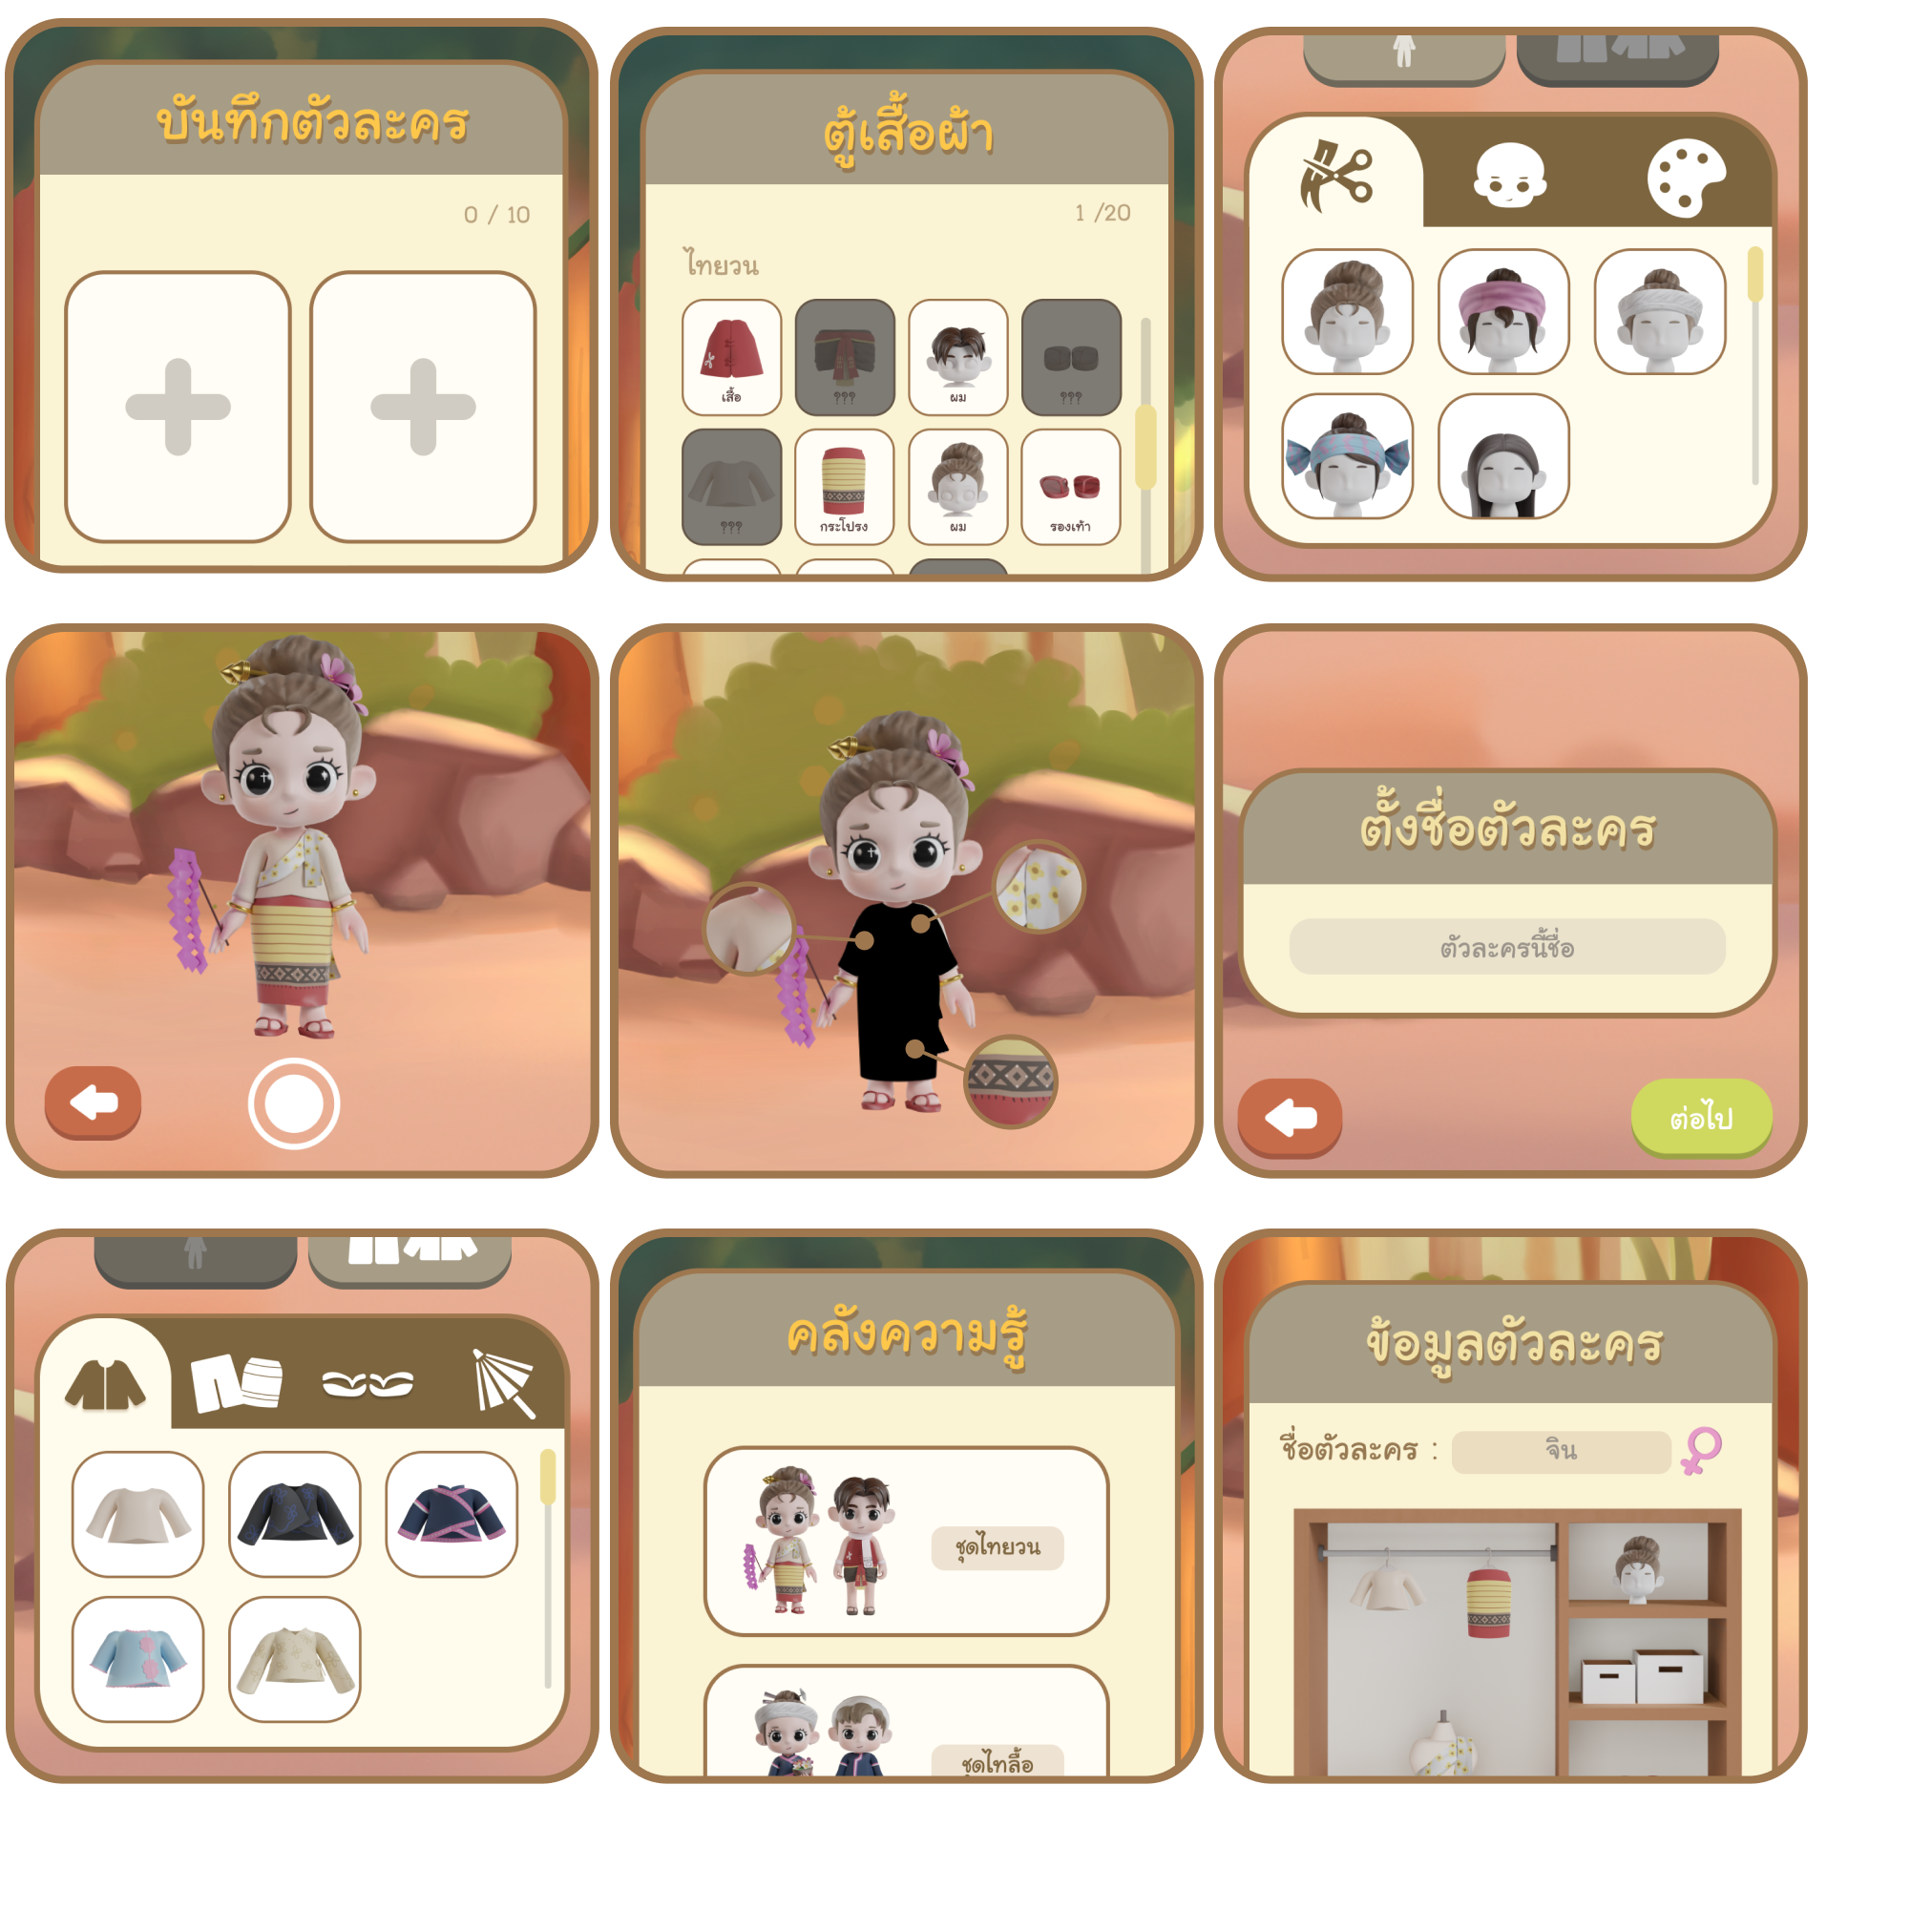 บันทึกตัวละคร
0 / 10
ตู้เสื้อผ้า
1 /20
ไทยวน
เสื้อ
???
ผม
???
???
กระโปรง
ผม
รองเท้า
ตั้งชื่อตัวละคร
ตัวละครนี้ชื่อ
ต่อไป
คลังความรู้
ชุดไทยวน
ชุดไทลื้อ
ข้อมูลตัวละคร
ชื่อตัวละคร :
จิน